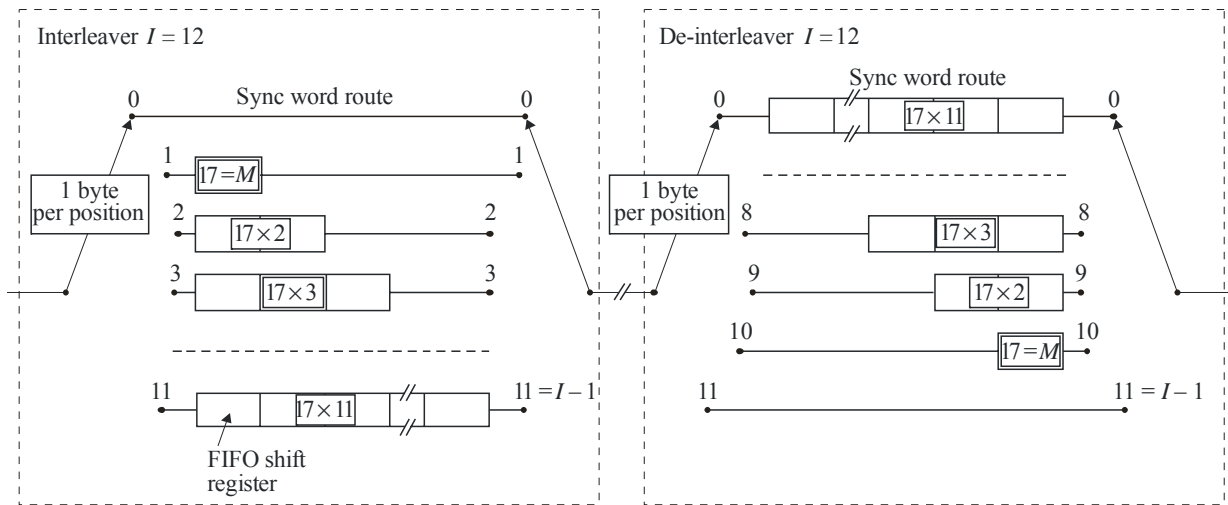 Interleaver I = 12
0
Sync word route
0
1
17=M
1
1 byte
per position
2
17×2
2
3
17×3
3
11
17×11
11 = I – 1
FIFO shift
register
De-interleaver I =12
Sync word route
0
17×11
0
1 byte
per position
8
17×3
8
9
17×2
9
10
17=M
10
11
11 = I – 1